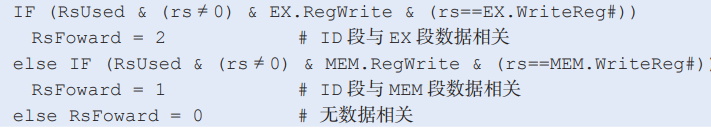 IF (RsUsed & (rs≠0) & EX.RegWrite & (rs==EX.WriteReg#))
RsFoward = 2 # ID 段与 EX 段数据相关
else IF (RsUsed & (rs≠0) & MEM.RegWrite & (rs==MEM.WriteReg#))
RsFoward = 1 # ID 段与 MEM 段数据相关
else RsFoward = 0 # 无数据相关